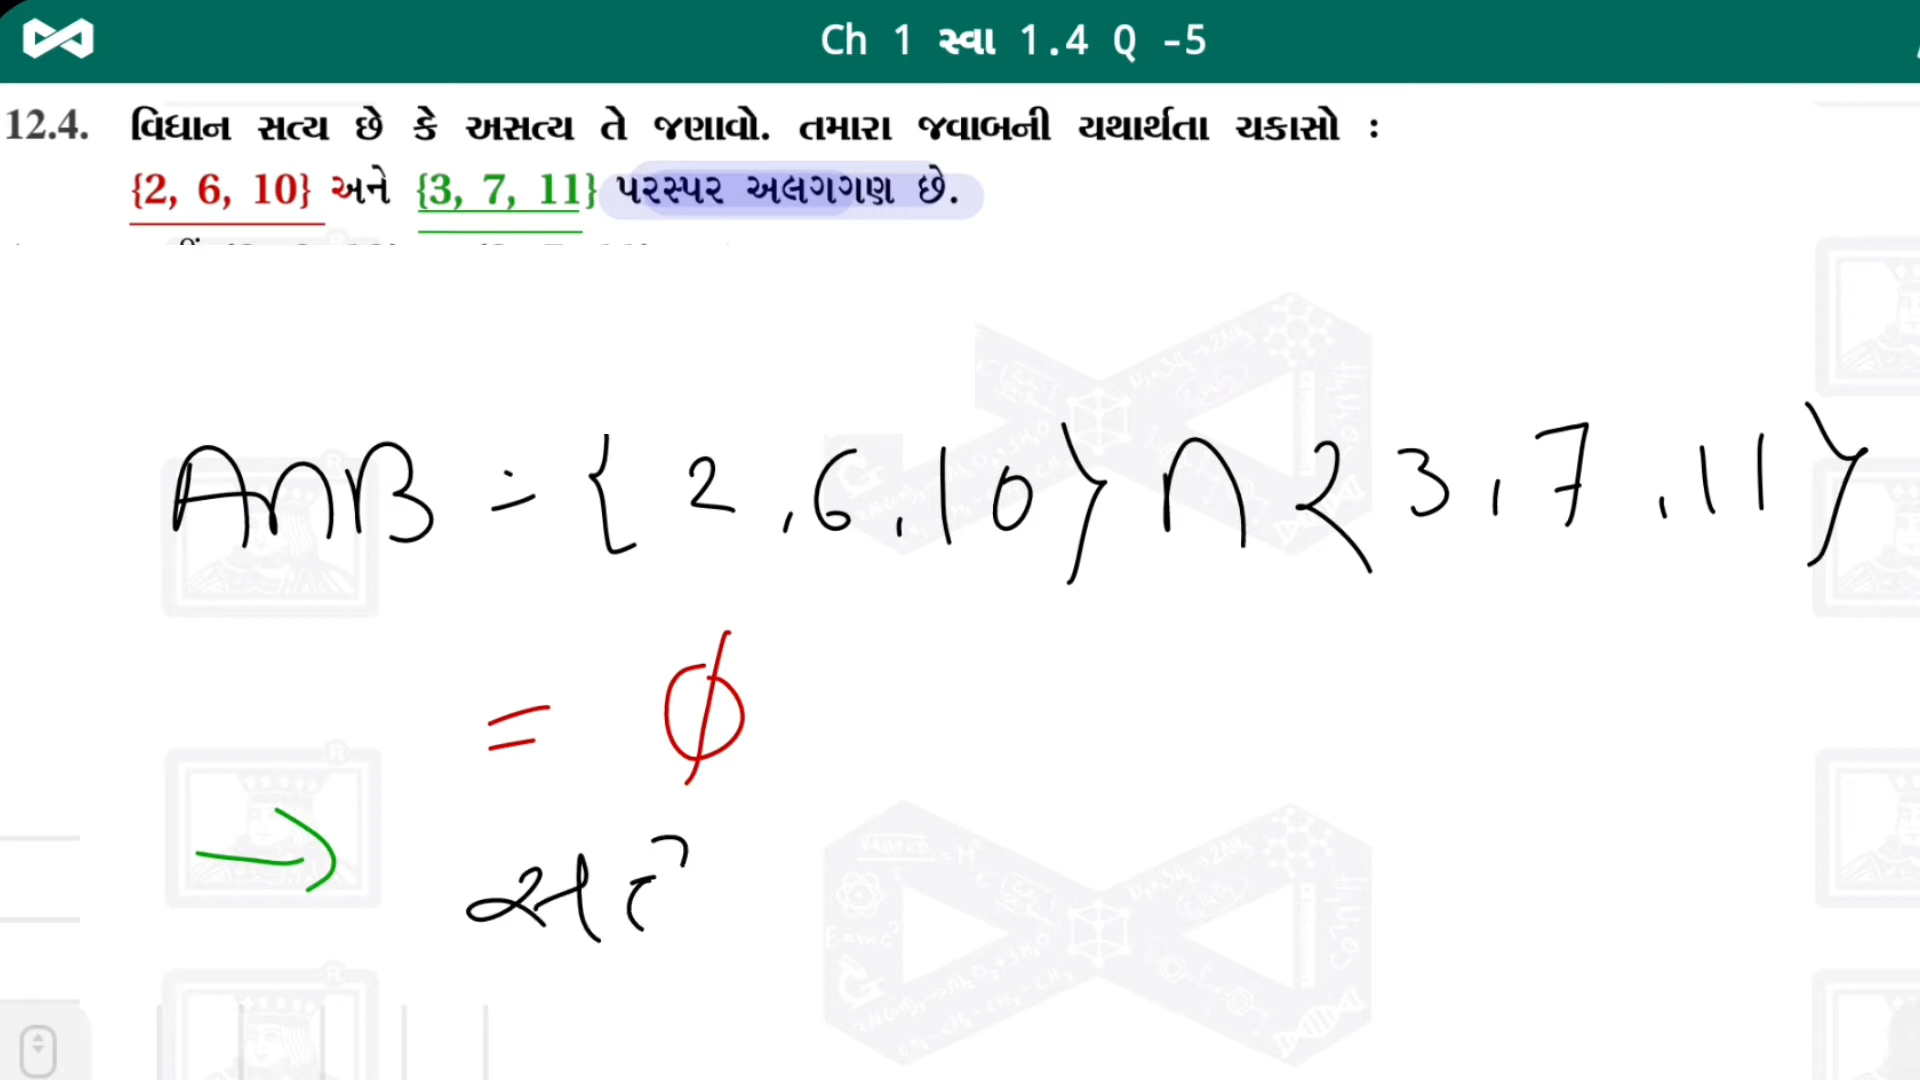 Ch 1 સ્વા 1.4 Q -5
12.4. વિધાન સત્ય છે કે અસત્ય તે જણાવો. તમારા જવાબની યથાર્થતા ચકાસો :
{2, 6, 10} અને {3, 7, 11} પરસ્પર અલગગણ છે.
A∩B = {2,6,10} ∩ {3,7,11}
= ϕ
→